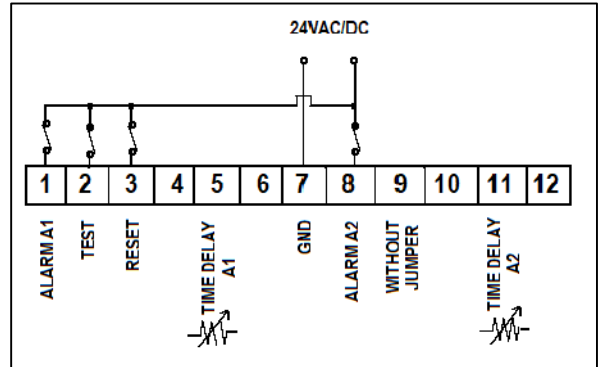 24VAC/DC
1 2 3 4 5 6 7 8 9 10 11 12
ALARM A1
TEST
RESET
TIME DELAY
A1
GND
ALARM A2
WITHOUT
JUMPER
TIME DELAY
A2